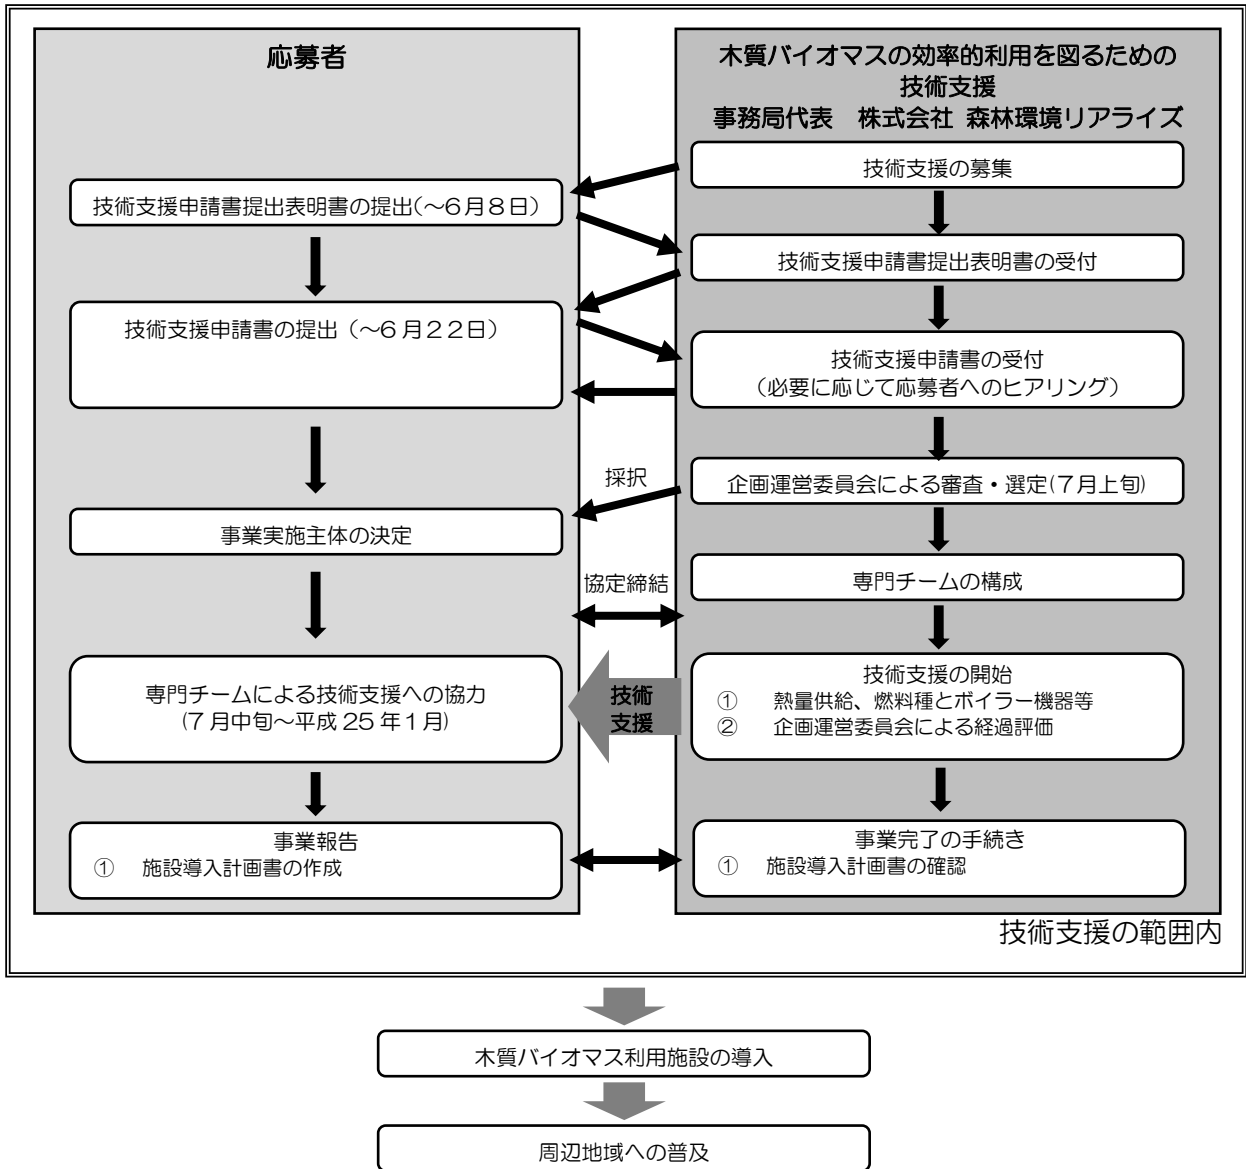 応募者
技術支援申請書提出表明書の提出(～6月8日)
技術支援申請書の提出（～6月22日）
事業実施主体の決定
専門チームによる技術支援への協力
(7月中旬～平成25年1月)
事業報告
① 施設導入計画書の作成
採択
協定締結
技術
支援
木質バイオマスの効率的利用を図るための
技術支援
事務局代表　株式会社 森林環境リアライズ
技術支援の募集
技術支援申請書提出表明書の受付
技術支援申請書の受付
（必要に応じて応募者へのヒアリング）
企画運営委員会による審査・選定(7月上旬)
専門チームの構成
技術支援の開始
① 熱量供給、燃料種とボイラー機器等
② 企画運営委員会による経過評価
事業完了の手続き
① 施設導入計画書の確認
技術支援の範囲内
木質バイオマス利用施設の導入
周辺地域への普及